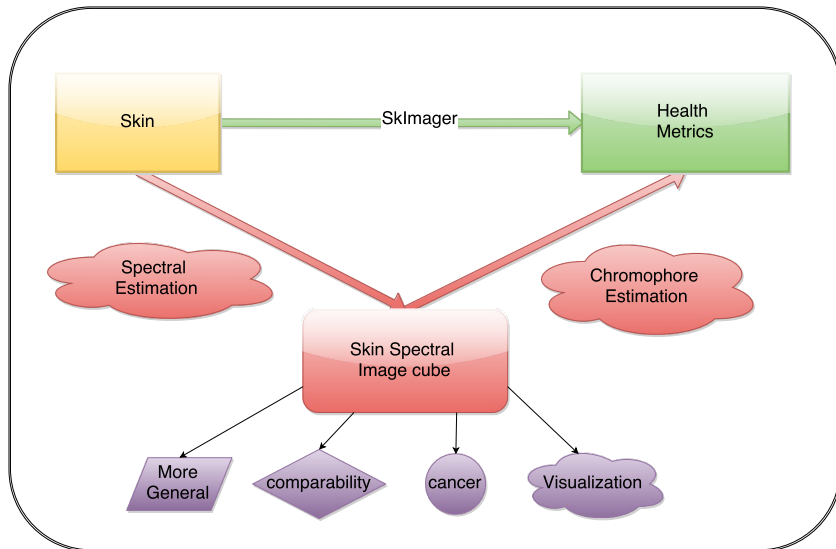 Skin
SkImager
Health
Metrics
Spectral
Estimation
Chromophore
Estimation
Skin Spectral
Image cube
More
General
comparability
cancer
Visualization